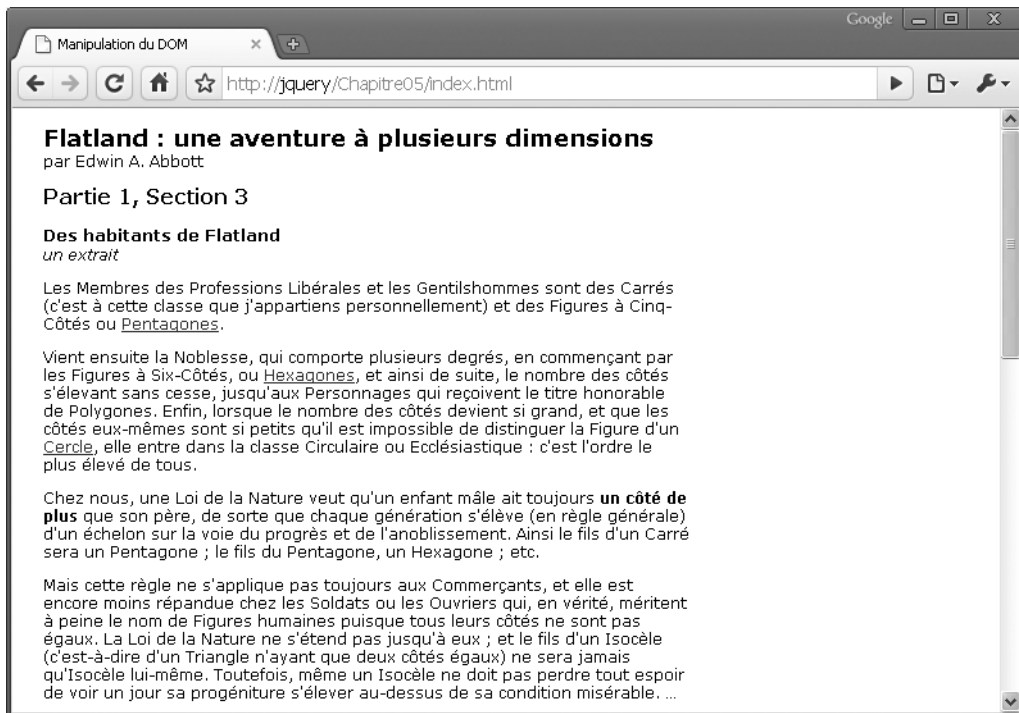 Google
Manipulation du DOM
http://jquery/Chapitre05/index.html
Flatland : une aventure à plusieurs dimensions
par Edwin A. Abbott
Partie 1, Section 3
Des habitants de Flatland
un extrait
Les Membres des Professions Libérales et les Gentilshommes sont des Carrés
(c'est à cette classe que j'appartiens personnellement) et des Figures à Cinq-
Côtés ou Pentagones.
Vient ensuite la Noblesse, qui comporte plusieurs degrés, en commençant par
les Figures à Six-Côtés, ou Hexagones, et ainsi de suite, le nombre des côtés
s'élevant sans cesse, jusqu'aux Personnages qui reçoivent le titre honorable
de Polygones. Enfin, lorsque le nombre des côtés devient si grand, et que les
côtés eux-mêmes sont si petits qu'il est impossible de distinguer la Figure d'un
Cercle, elle entre dans la classe Circulaire ou Ecclésiastique : c'est l'ordre le
plus élevé de tous.
Chez nous, une Loi de la Nature veut qu'un enfant mâle ait toujours un côté de
plus que son père, de sorte que chaque génération s'élève (en règle générale)
d'un échelon sur la voie du progrès et de l'anoblissement. Ainsi le fils d'un Carré
sera un Pentagone ; le fils du Pentagone, un Hexagone ; etc.
Mais cette règle ne s'applique pas toujours aux Commerçants, et elle est
encore moins répandue chez les Soldats ou les Ouvriers qui, en vérité, méritent
à peine le nom de Figures humaines puisque tous leurs côtés ne sont pas
égaux. La Loi de la Nature ne s'étend pas jusqu'à eux ; et le fils d'un Isocèle
(c'est-à-dire d'un Triangle n'ayant que deux côtés égaux) ne sera jamais
qu'Isocèle lui-même. Toutefois, même un Isocèle ne doit pas perdre tout espoir
de voir un jour sa progéniture s'élever au-dessus de sa condition misérable. ...